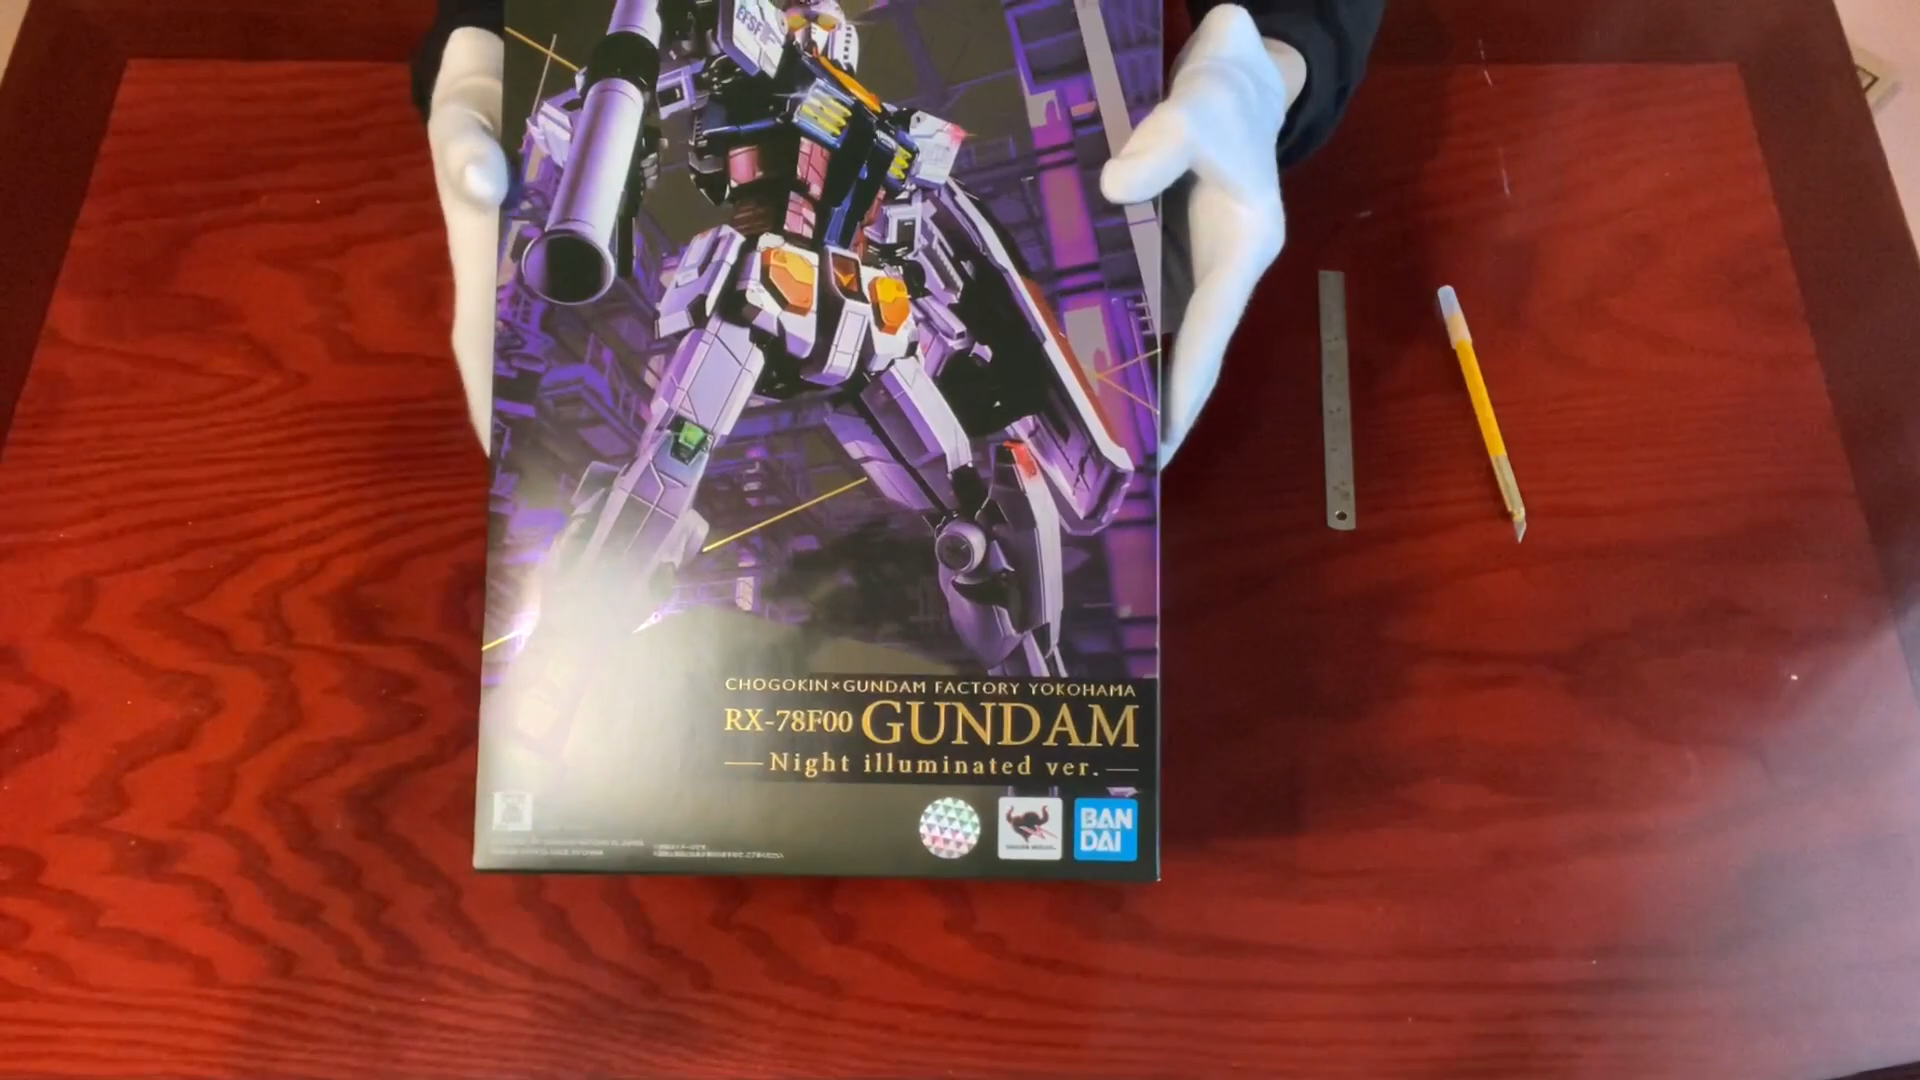 EFSF
CHOGOKIN×GUNDAM FACTORY YOKOHAMA
RX-78F00 GUNDAM
Night illuminated ver.
BAN
DAI